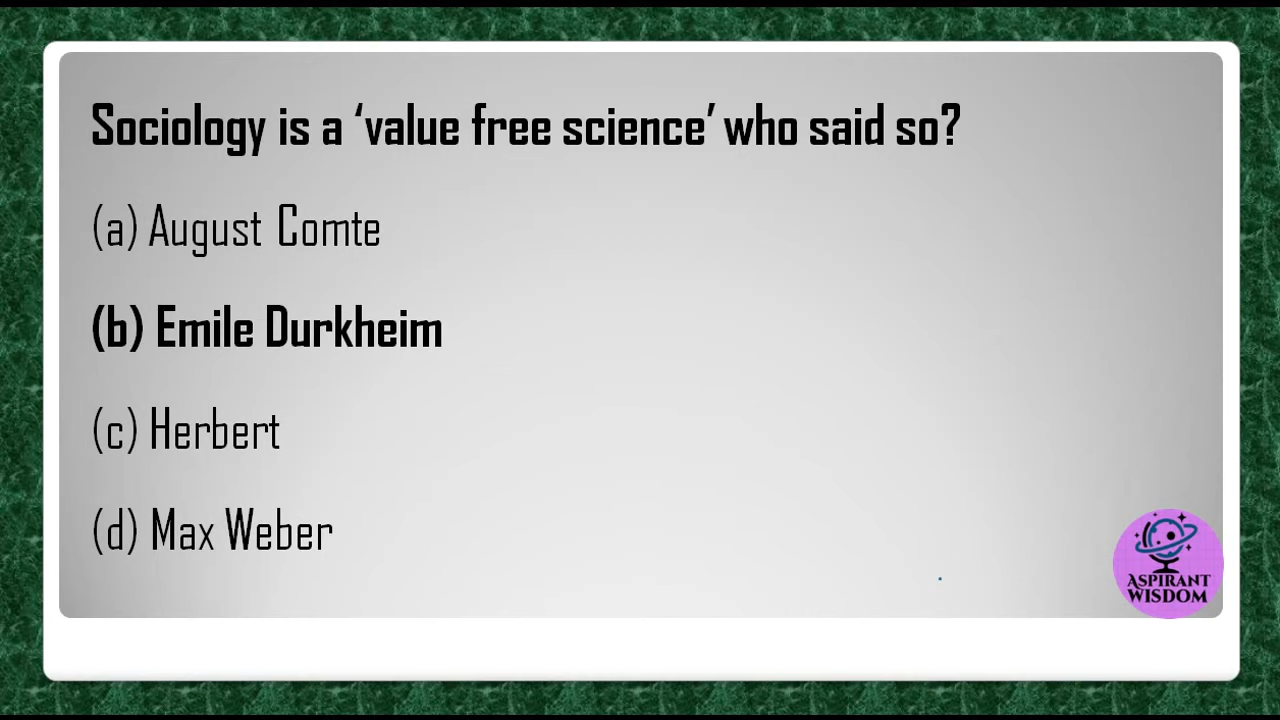 Sociology is a ‘value free science’ who said so?
(a) August Comte
(b) Emile Durkheim
(c) Herbert
(d) Max Weber
ASPIRANT
WISDOM